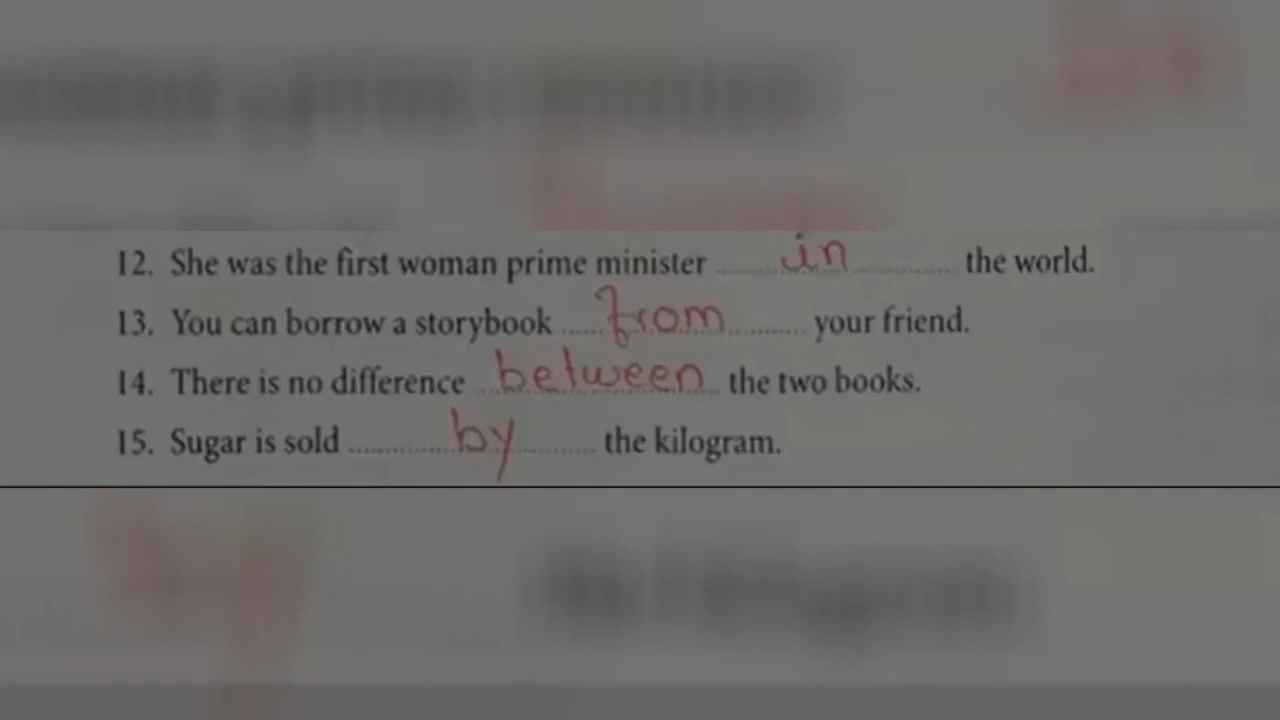 12. She was the first woman prime minister ........in........ the world.
13. You can borrow a storybook ......from........ your friend.
14. There is no difference ..between.. the two books.
15. Sugar is sold ............by......... the kilogram.